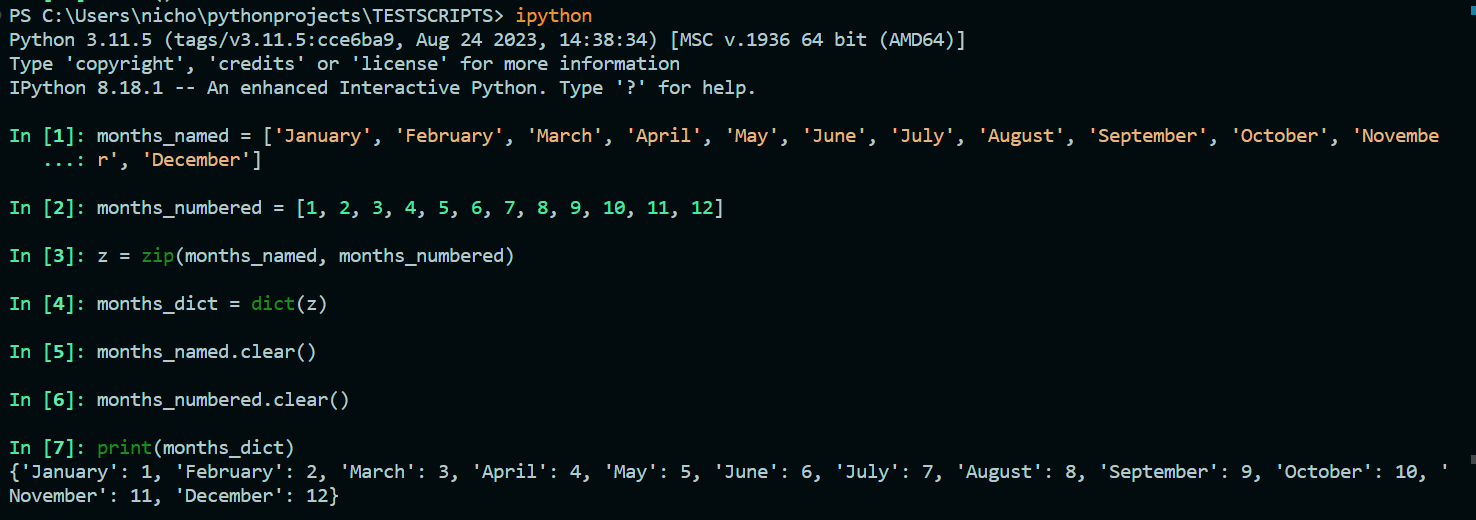 PS C:\Users\nicho\pythonprojects\TESTSCRIPTS> ipython
Python 3.11.5 (tags/v3.11.5:cce6ba9, Aug 24 2023, 14:38:34) [MSC v.1936 64 bit (AMD64)]
Type 'copyright', 'credits' or 'license' for more information
IPython 8.18.1 -- An enhanced Interactive Python. Type '?' for help.
In [1]: months_named = ['January', 'February', 'March', 'April', 'May', 'June', 'July', 'August', 'September', 'October', 'Novembe
...: r', 'December']
In [2]: months_numbered = [1, 2, 3, 4, 5, 6, 7, 8, 9, 10, 11, 12]
In [3]: z = zip(months_named, months_numbered)
In [4]: months_dict = dict(z)
In [5]: months_named.clear()
In [6]: months_numbered.clear()
In [7]: print(months_dict)
{'January': 1, 'February': 2, 'March': 3, 'April': 4, 'May': 5, 'June': 6, 'July': 7, 'August': 8, 'September': 9, 'October': 10, '
November': 11, 'December': 12}